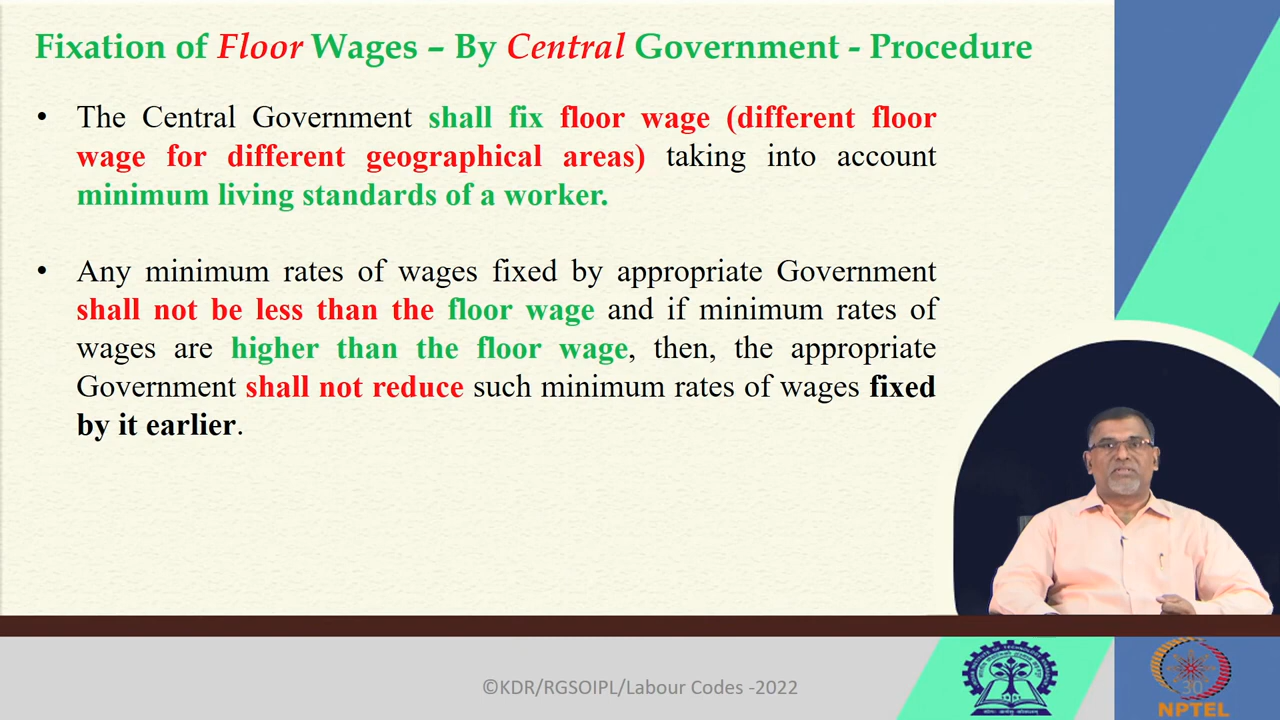 Fixation of Floor Wages – By Central Government - Procedure
• The Central Government shall fix floor wage (different floor
wage for different geographical areas) taking into account
minimum living standards of a worker.
• Any minimum rates of wages fixed by appropriate Government
shall not be less than the floor wage and if minimum rates of
wages are higher than the floor wage, then, the appropriate
Government shall not reduce such minimum rates of wages fixed
by it earlier.
©KDR/RGSOIPL/Labour Codes -2022
NPTEL